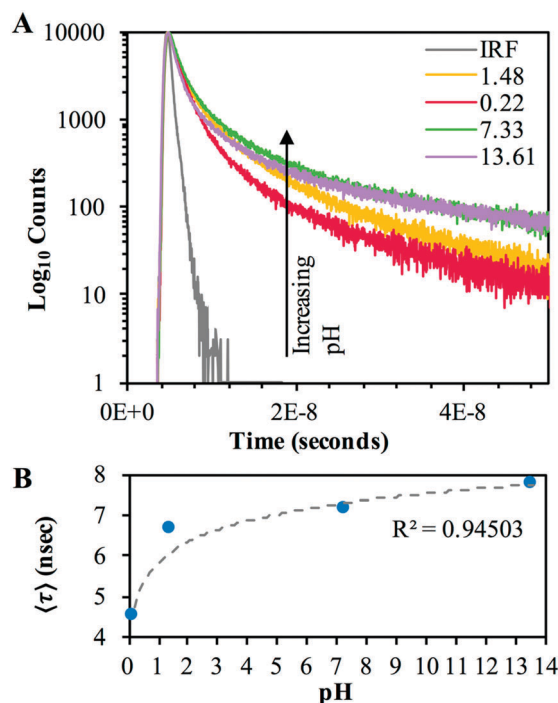 A
Log₁₀ Counts
10000
1000
100
10
1
IRF
1.48
0.22
7.33
13.61
Increasing
pH
0E+0
2E-8
4E-8
Time (seconds)
B
⟨τ⟩ (nsec)
8
7
6
5
4
R² = 0.94503
0 1 2 3 4 5 6 7 8 9 10 11 12 13 14
pH